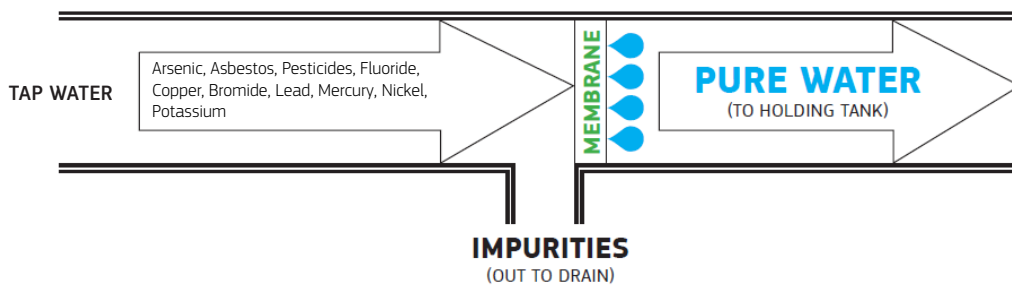 TAP WATER
Arsenic, Asbestos, Pesticides, Fluoride,
Copper, Bromide, Lead, Mercury, Nickel,
Potassium
MEMBRANE
PURE WATER
(TO HOLDING TANK)
IMPURITIES
(OUT TO DRAIN)